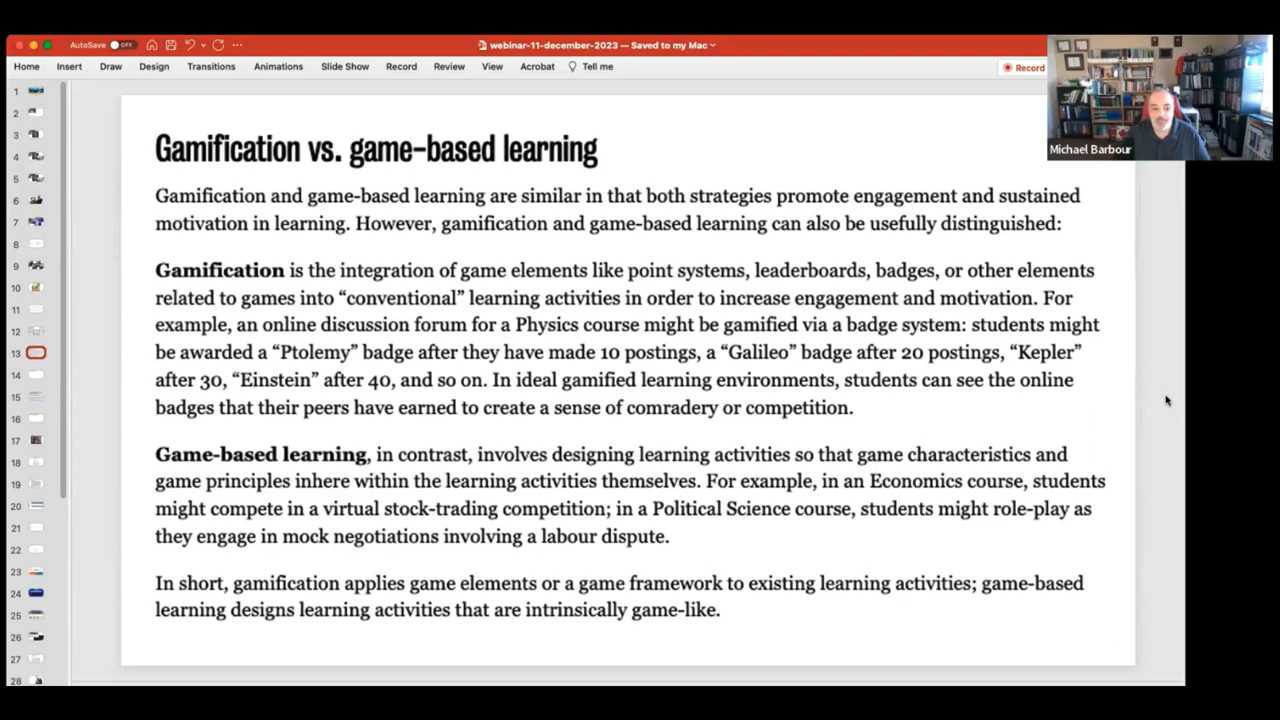 AutoSave OFF
webinar-11-december-2023 — Saved to my Mac
Home Insert Draw Design Transitions Animations Slide Show Record Review View Acrobat Tell me
Record
Michael Barbour
1
2
3
4
5
6
7
8
9
10
11
12
13
14
15
16
17
18
19
20
21
22
23
24
25
26
27
28
Gamification vs. game-based learning
Gamification and game-based learning are similar in that both strategies promote engagement and sustained
motivation in learning. However, gamification and game-based learning can also be usefully distinguished:
Gamification is the integration of game elements like point systems, leaderboards, badges, or other elements
related to games into “conventional” learning activities in order to increase engagement and motivation. For
example, an online discussion forum for a Physics course might be gamified via a badge system: students might
be awarded a “Ptolemy” badge after they have made 10 postings, a “Galileo” badge after 20 postings, “Kepler”
after 30, “Einstein” after 40, and so on. In ideal gamified learning environments, students can see the online
badges that their peers have earned to create a sense of comradery or competition.
Game-based learning, in contrast, involves designing learning activities so that game characteristics and
game principles inhere within the learning activities themselves. For example, in an Economics course, students
might compete in a virtual stock-trading competition; in a Political Science course, students might role-play as
they engage in mock negotiations involving a labour dispute.
In short, gamification applies game elements or a game framework to existing learning activities; game-based
learning designs learning activities that are intrinsically game-like.